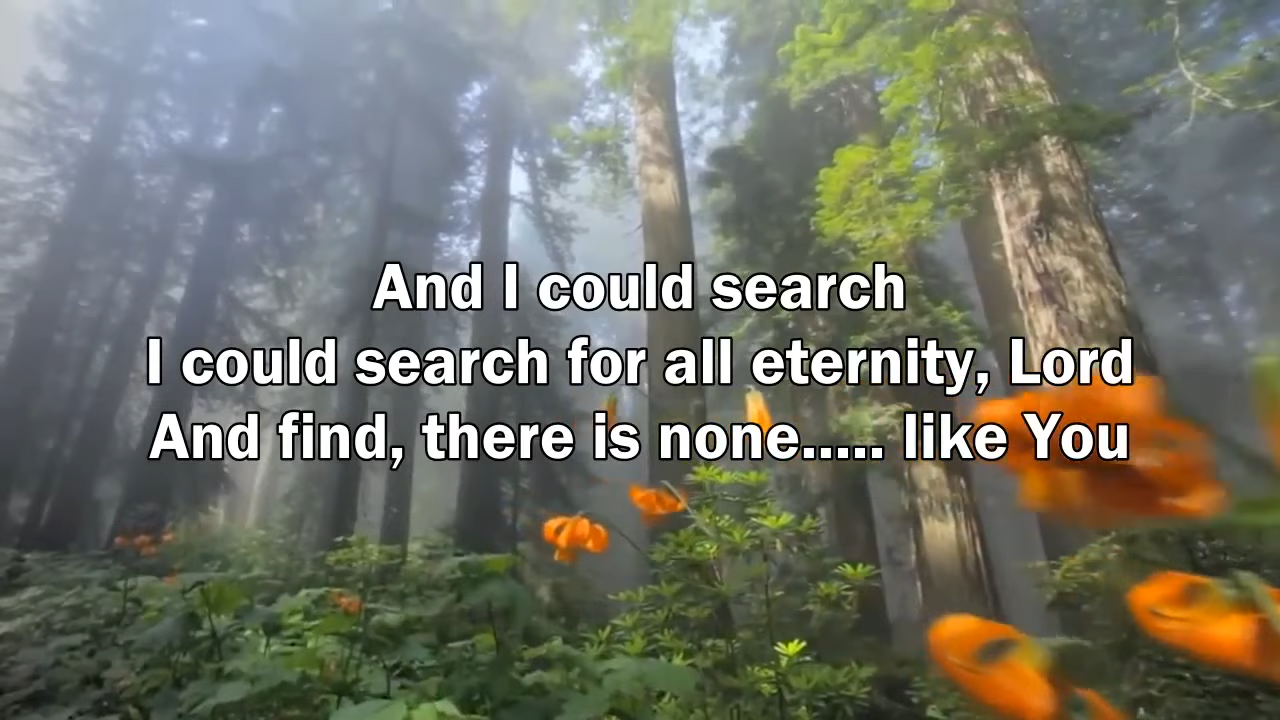 And I could search
I could search for all eternity, Lord
And find, there is none..... like You